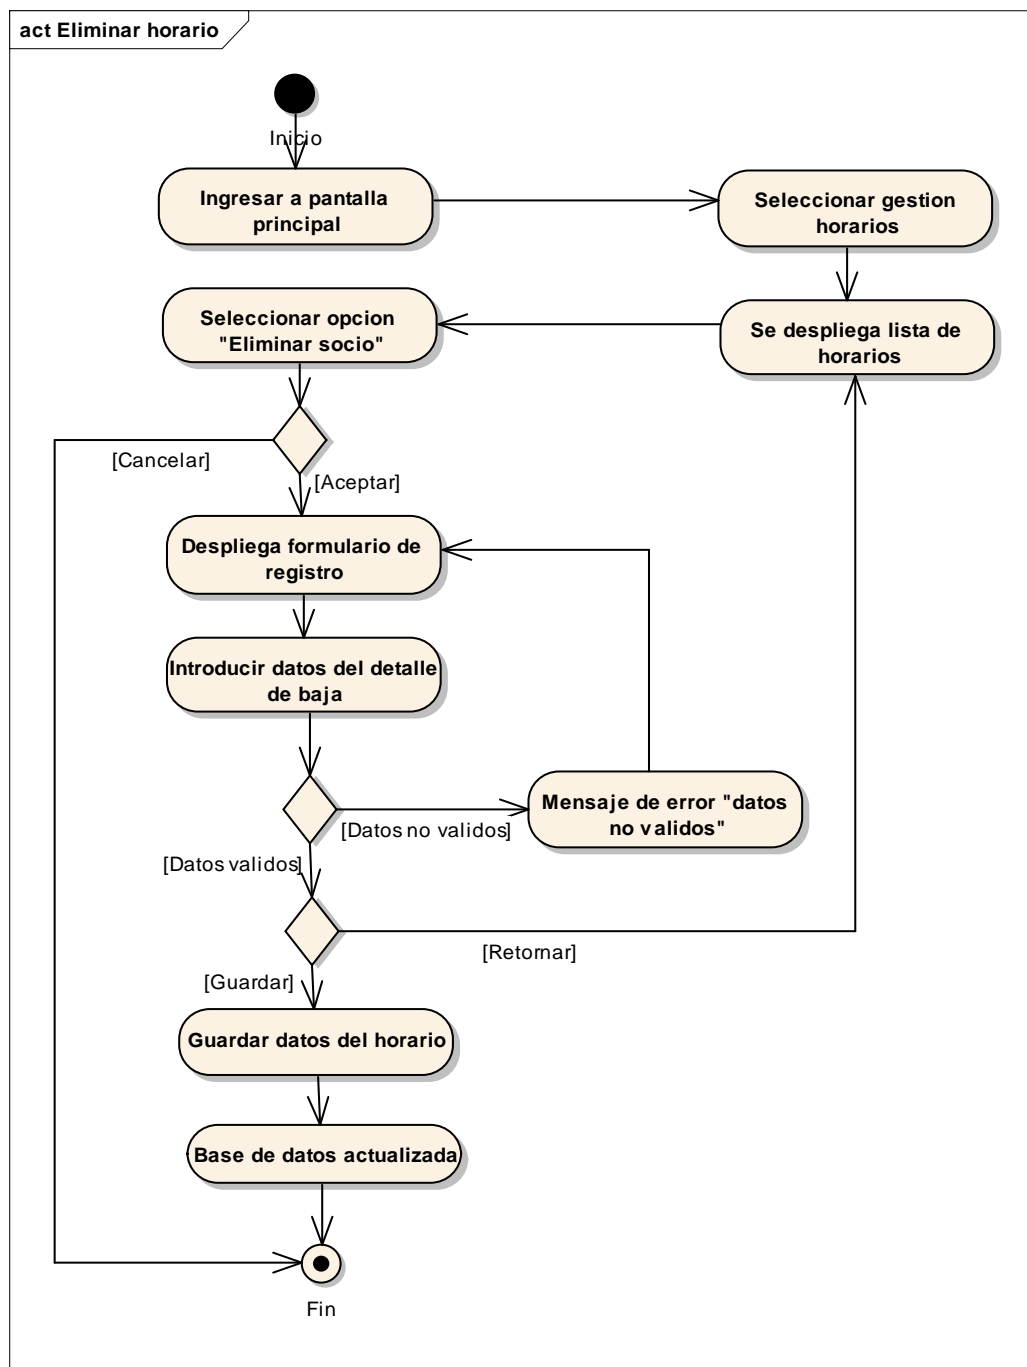 act Eliminar horario
Inicio
Ingresar a pantalla
principal
Seleccionar gestion
horarios
Seleccionar opcion
"Eliminar socio"
Se despliega lista de
horarios
[Cancelar]
[Aceptar]
Despliega formulario de
registro
Introducir datos del detalle
de baja
Mensaje de error "datos
no validos"
[Datos no validos]
[Datos validos]
[Retornar]
[Guardar]
Guardar datos del horario
Base de datos actualizada
Fin